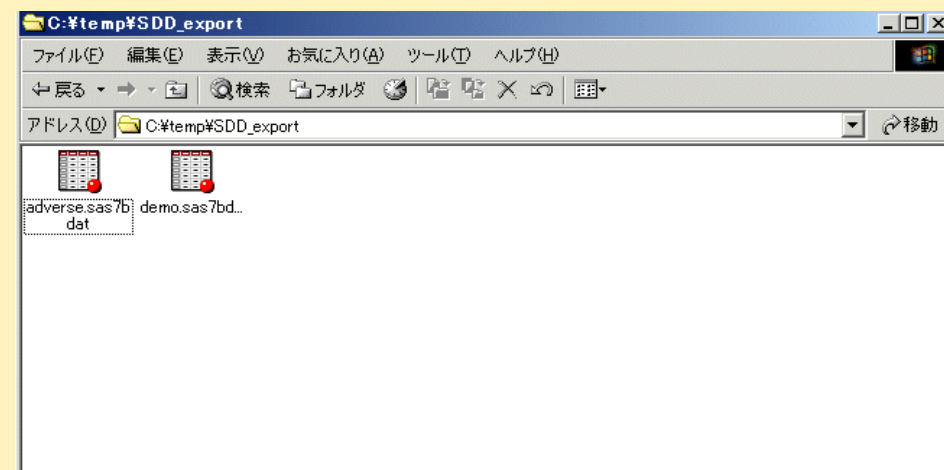 C:¥temp¥SDD_export
ファイル(F) 編集(E) 表示(V) お気に入り(A) ツール(T) ヘルプ(H)
戻る 検索 フォルダ
アドレス(D) C:¥temp¥SDD_export 移動
adverse.sas7b demo.sas7bd...
dat